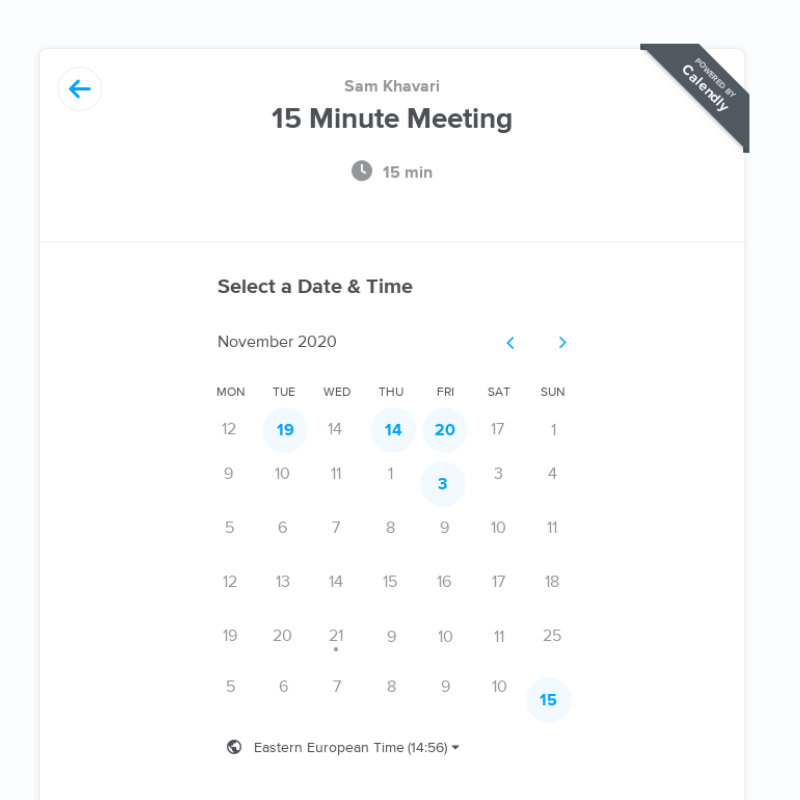 POWERED BY
Calendly
Sam Khavari
15 Minute Meeting
15 min
Select a Date & Time
November 2020
MON TUE WED THU FRI SAT SUN
12 19 14 14 20 17 1
9 10 11 1 3 3 4
5 6 7 8 9 10 11
12 13 14 15 16 17 18
19 20 21 9 10 11 25
5 6 7 8 9 10 15
Eastern European Time (14:56)